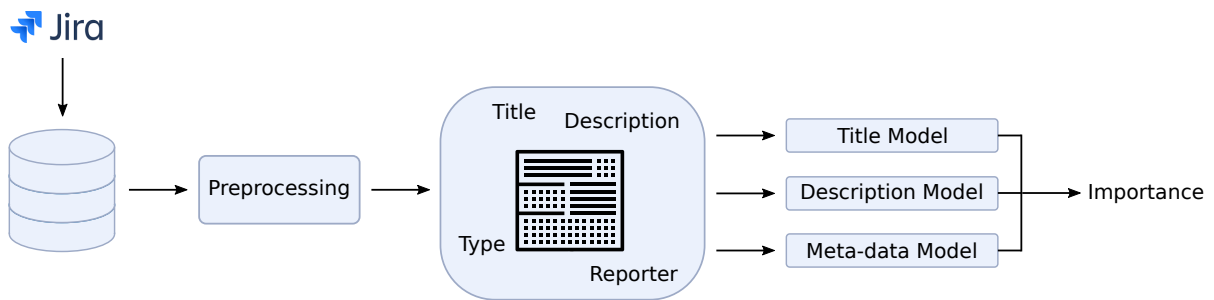 Jira
Preprocessing
Title
Description
Type
Reporter
Title Model
Description Model
Meta-data Model
Importance